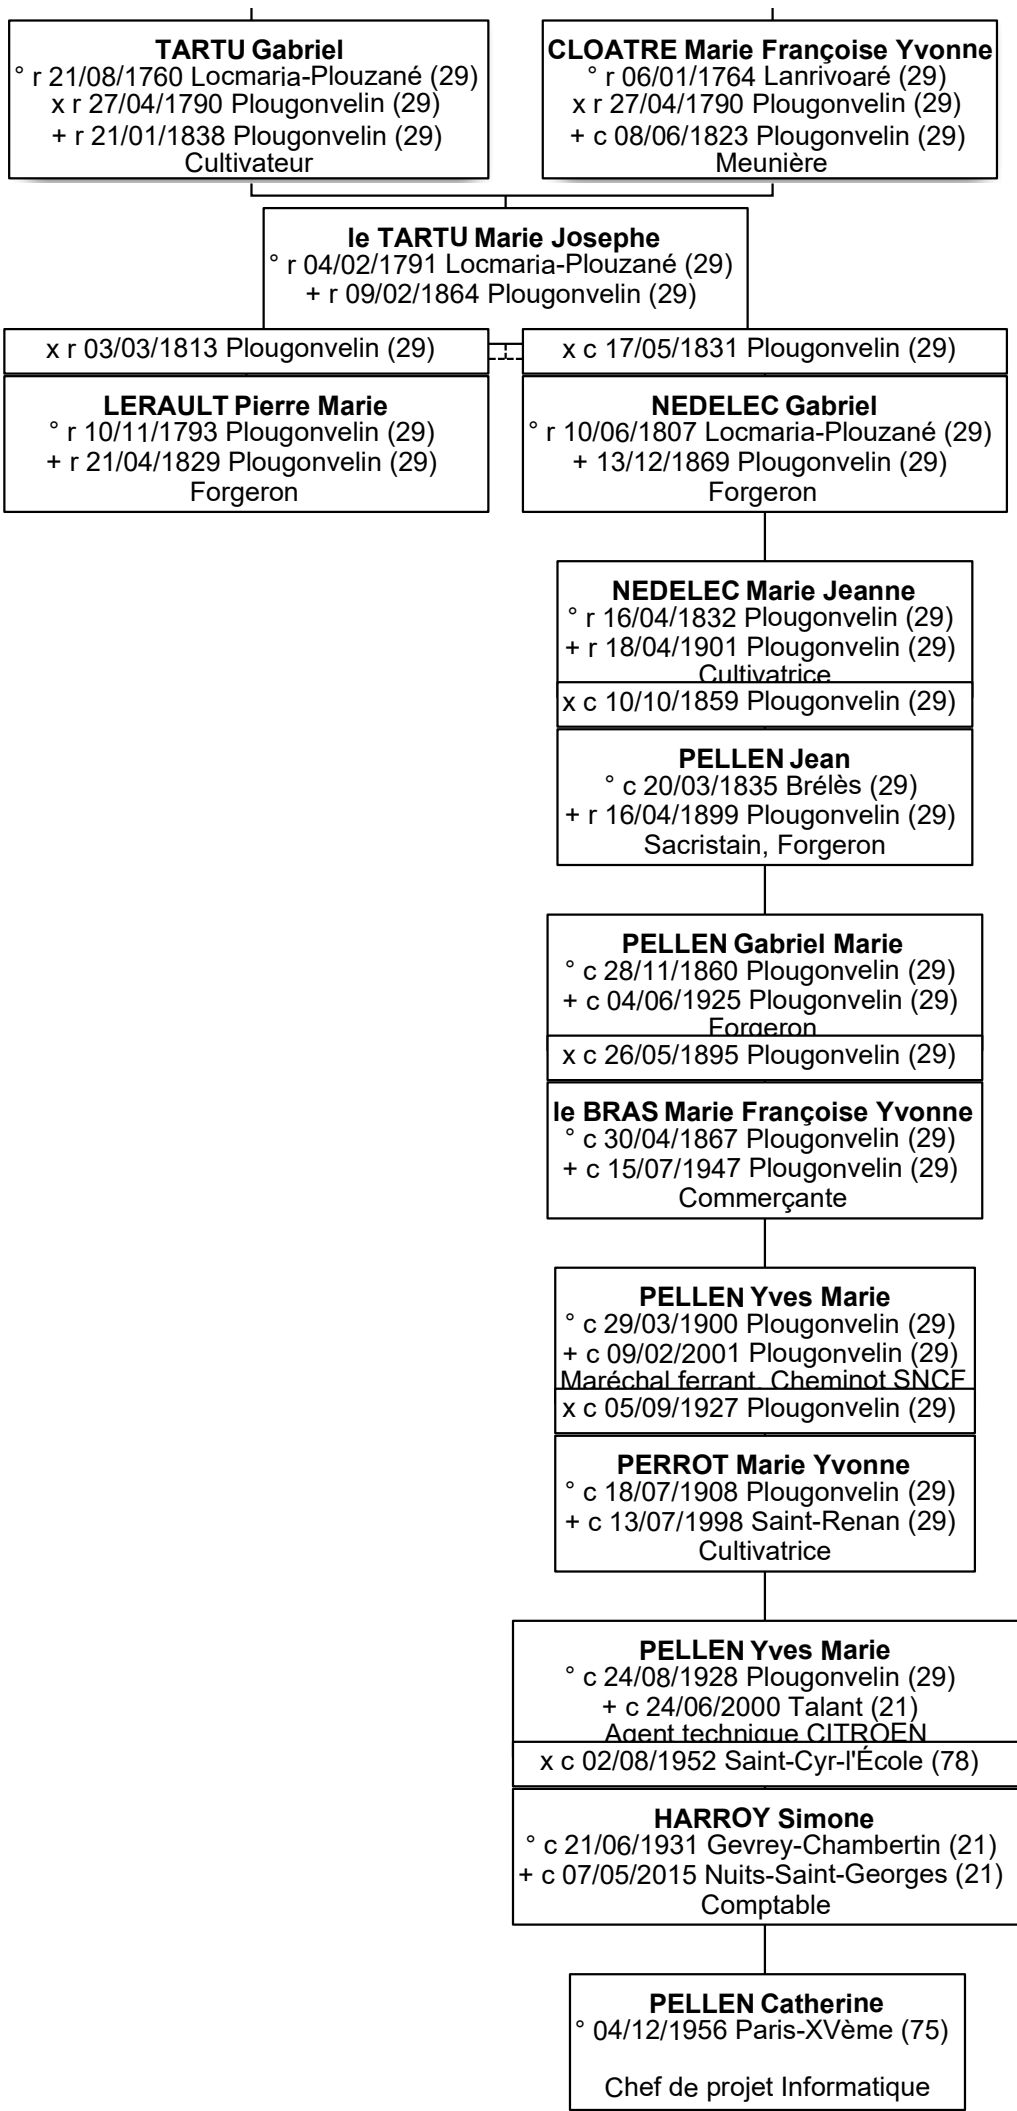 TARTU Gabriel
° r 21/08/1760 Locmaria-Plouzané (29)
x r 27/04/1790 Plougonvelin (29)
+ r 21/01/1838 Plougonvelin (29)
Cultivateur
CLOATRE Marie Françoise Yvonne
° r 06/01/1764 Lanrivoaré (29)
x r 27/04/1790 Plougonvelin (29)
+ c 08/06/1823 Plougonvelin (29)
Meunière
le TARTU Marie Josephe
° r 04/02/1791 Locmaria-Plouzané (29)
+ r 09/02/1864 Plougonvelin (29)
x r 03/03/1813 Plougonvelin (29)
LERAULT Pierre Marie
° r 10/11/1793 Plougonvelin (29)
+ r 21/04/1829 Plougonvelin (29)
Forgeron
x c 17/05/1831 Plougonvelin (29)
NEDELEC Gabriel
° r 10/06/1807 Locmaria-Plouzané (29)
+ 13/12/1869 Plougonvelin (29)
Forgeron
NEDELEC Marie Jeanne
° r 16/04/1832 Plougonvelin (29)
+ r 18/04/1901 Plougonvelin (29)
Cultivatrice
x c 10/10/1859 Plougonvelin (29)
PELLEN Jean
° c 20/03/1835 Brélès (29)
+ r 16/04/1899 Plougonvelin (29)
Sacristain, Forgeron
PELLEN Gabriel Marie
° c 28/11/1860 Plougonvelin (29)
+ c 04/06/1925 Plougonvelin (29)
Forgeron
x c 26/05/1895 Plougonvelin (29)
le BRAS Marie Françoise Yvonne
° c 30/04/1867 Plougonvelin (29)
+ c 15/07/1947 Plougonvelin (29)
Commerçante
PELLEN Yves Marie
° c 29/03/1900 Plougonvelin (29)
+ c 09/02/2001 Plougonvelin (29)
Maréchal ferrant, Cheminot SNCF
x c 05/09/1927 Plougonvelin (29)
PERROT Marie Yvonne
° c 18/07/1908 Plougonvelin (29)
+ c 13/07/1998 Saint-Renan (29)
Cultivatrice
PELLEN Yves Marie
° c 24/08/1928 Plougonvelin (29)
+ c 24/06/2000 Talant (21)
Agent technique CITROEN
x c 02/08/1952 Saint-Cyr-l'École (78)
HARROY Simone
° c 21/06/1931 Gevrey-Chambertin (21)
+ c 07/05/2015 Nuits-Saint-Georges (21)
Comptable
PELLEN Catherine
° 04/12/1956 Paris-XVème (75)
Chef de projet Informatique